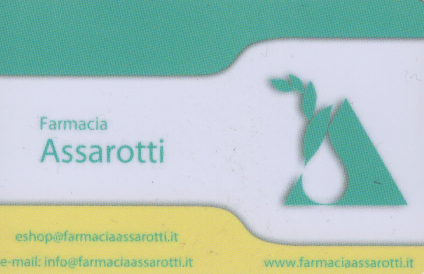 Farmacia
Assarotti
eshop@farmaciaassarotti.it
e-mail: info@farmaciaassarotti.it
www.farmaciaassarotti.it